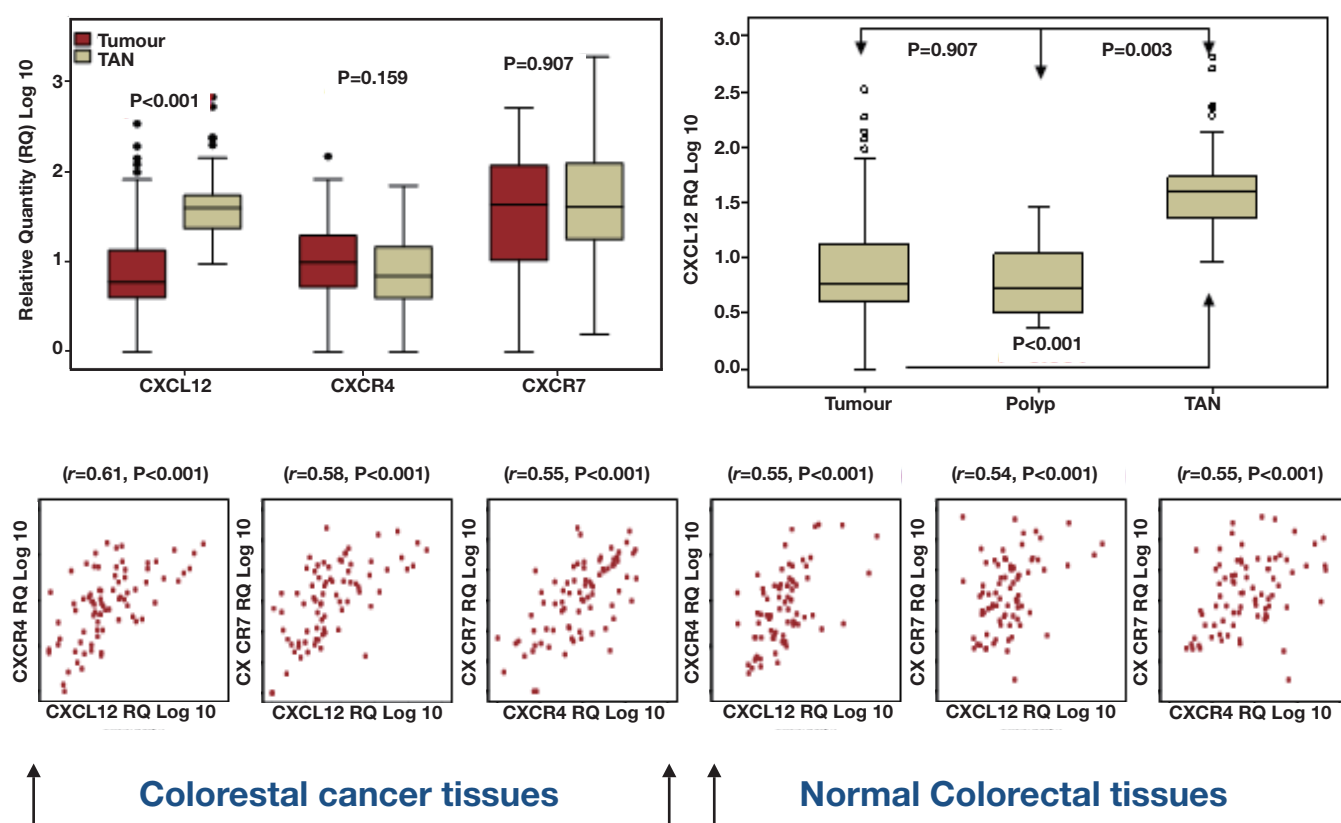 Relative Quantity (RQ) Log 10
Tumour
TAN
P<0.001
P=0.159
P=0.907
3
2
1
0
CXCL12
CXCR4
CXCR7
CXCL12 RQ Log 10
3.0
2.5
2.0
1.5
1.0
0.5
0.0
P=0.907
P=0.003
P<0.001
Tumour
Polyp
TAN
(r=0.61, P<0.001)
CXCR4 RQ Log 10
CXCL12 RQ Log 10
(r=0.58, P<0.001)
CX CR7 RQ Log 10
CXCL12 RQ Log 10
(r=0.55, P<0.001)
CX CR7 RQ Log 10
CXCR4 RQ Log 10
(r=0.55, P<0.001)
CXCR4 RQ Log 10
CXCL12 RQ Log 10
(r=0.54, P<0.001)
CX CR7 RQ Log 10
CXCL12 RQ Log 10
(r=0.55, P<0.001)
CX CR7 RQ Log 10
CXCR4 RQ Log 10
Colorestal cancer tissues
Normal Colorectal tissues